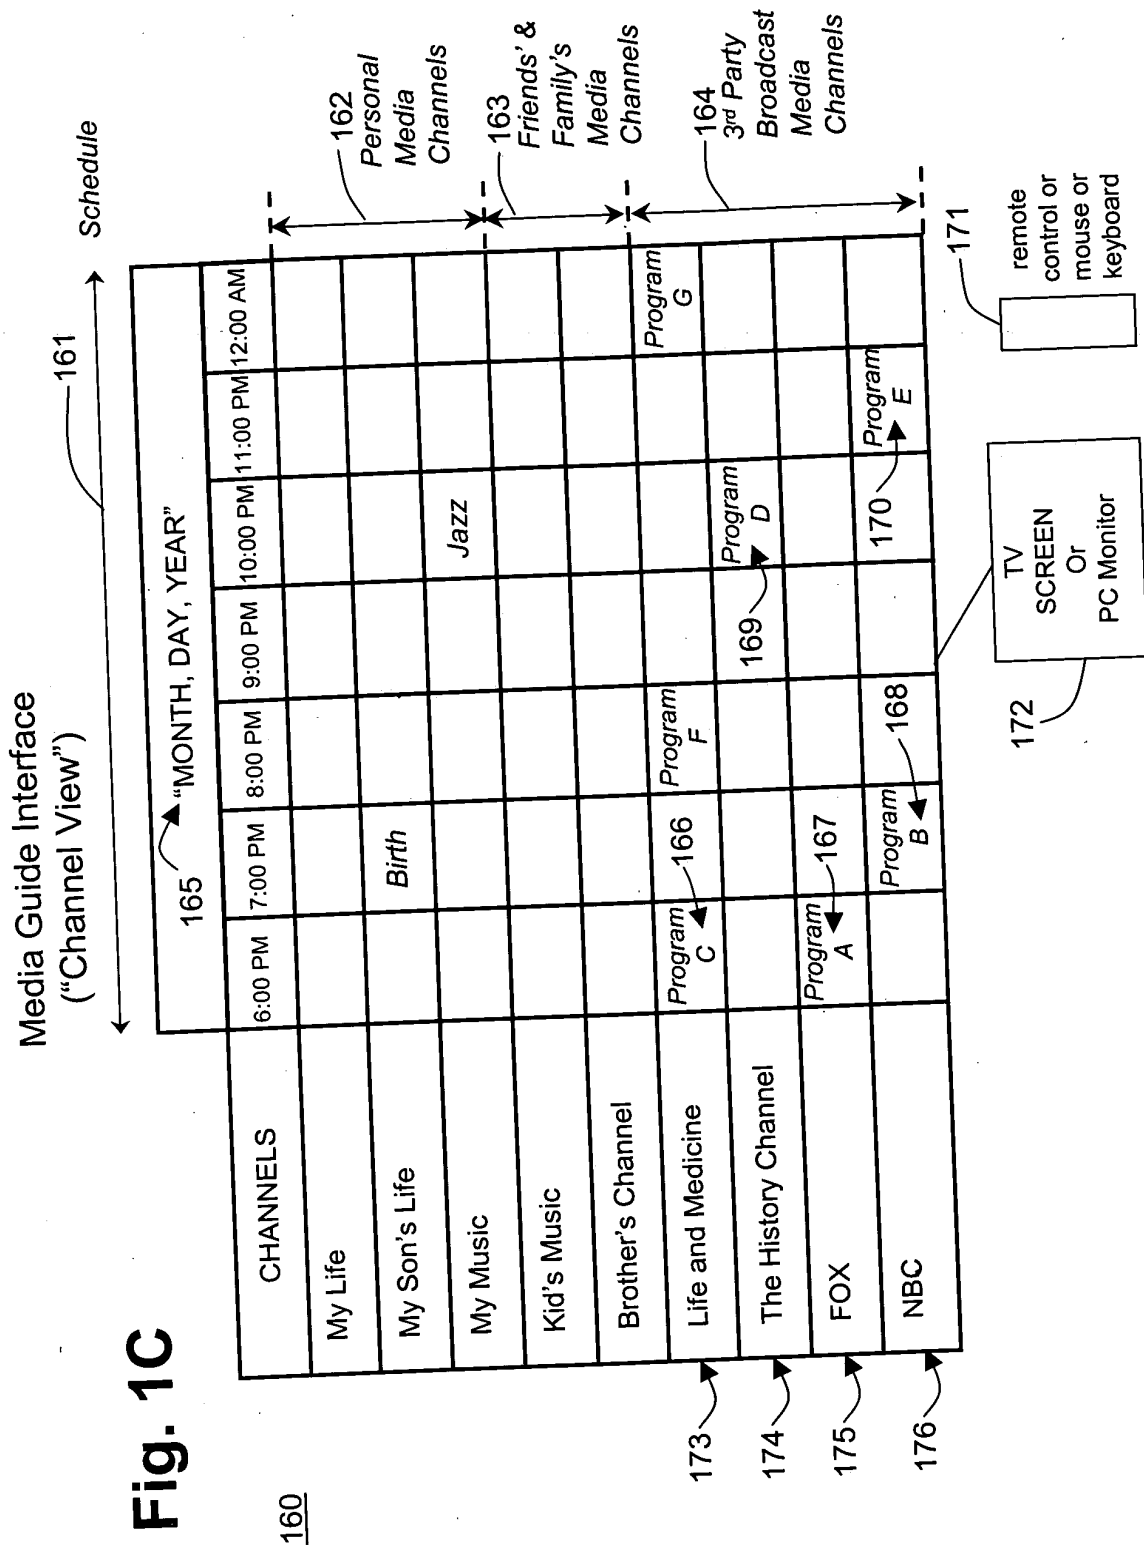 Fig. 1C
160
Media Guide Interface
("Channel View")
161
Schedule
165
"MONTH, DAY, YEAR"
CHANNELS
6:00 PM
7:00 PM
8:00 PM
9:00 PM
10:00 PM
11:00 PM
12:00 AM
My Life
My Son's Life
Birth
My Music
Jazz
Kid's Music
Brother's Channel
Life and Medicine
Program
C
166
Program
F
Program
G
The History Channel
169
Program
D
FOX
Program
A
167
NBC
Program
B
168
170
Program
E
162
Personal
Media
Channels
163
Friends' &
Family's
Media
Channels
164
3rd Party
Broadcast
Media
Channels
173
174
175
176
172
TV
SCREEN
Or
PC Monitor
171
remote
control or
mouse or
keyboard